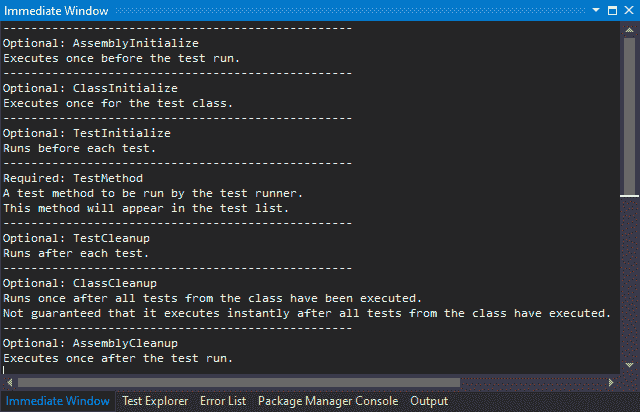 Immediate Window
--------------------------------------------------
Optional: AssemblyInitialize
Executes once before the test run.
--------------------------------------------------
Optional: ClassInitialize
Executes once for the test class.
--------------------------------------------------
Optional: TestInitialize
Runs before each test.
--------------------------------------------------
Required: TestMethod
A test method to be run by the test runner.
This method will appear in the test list.
--------------------------------------------------
Optional: TestCleanup
Runs after each test.
--------------------------------------------------
Optional: ClassCleanup
Runs once after all tests from the class have been executed.
Not guaranteed that it executes instantly after all tests from the class have executed.
--------------------------------------------------
Optional: AssemblyCleanup
Executes once after the test run.
Immediate Window Test Explorer Error List Package Manager Console Output